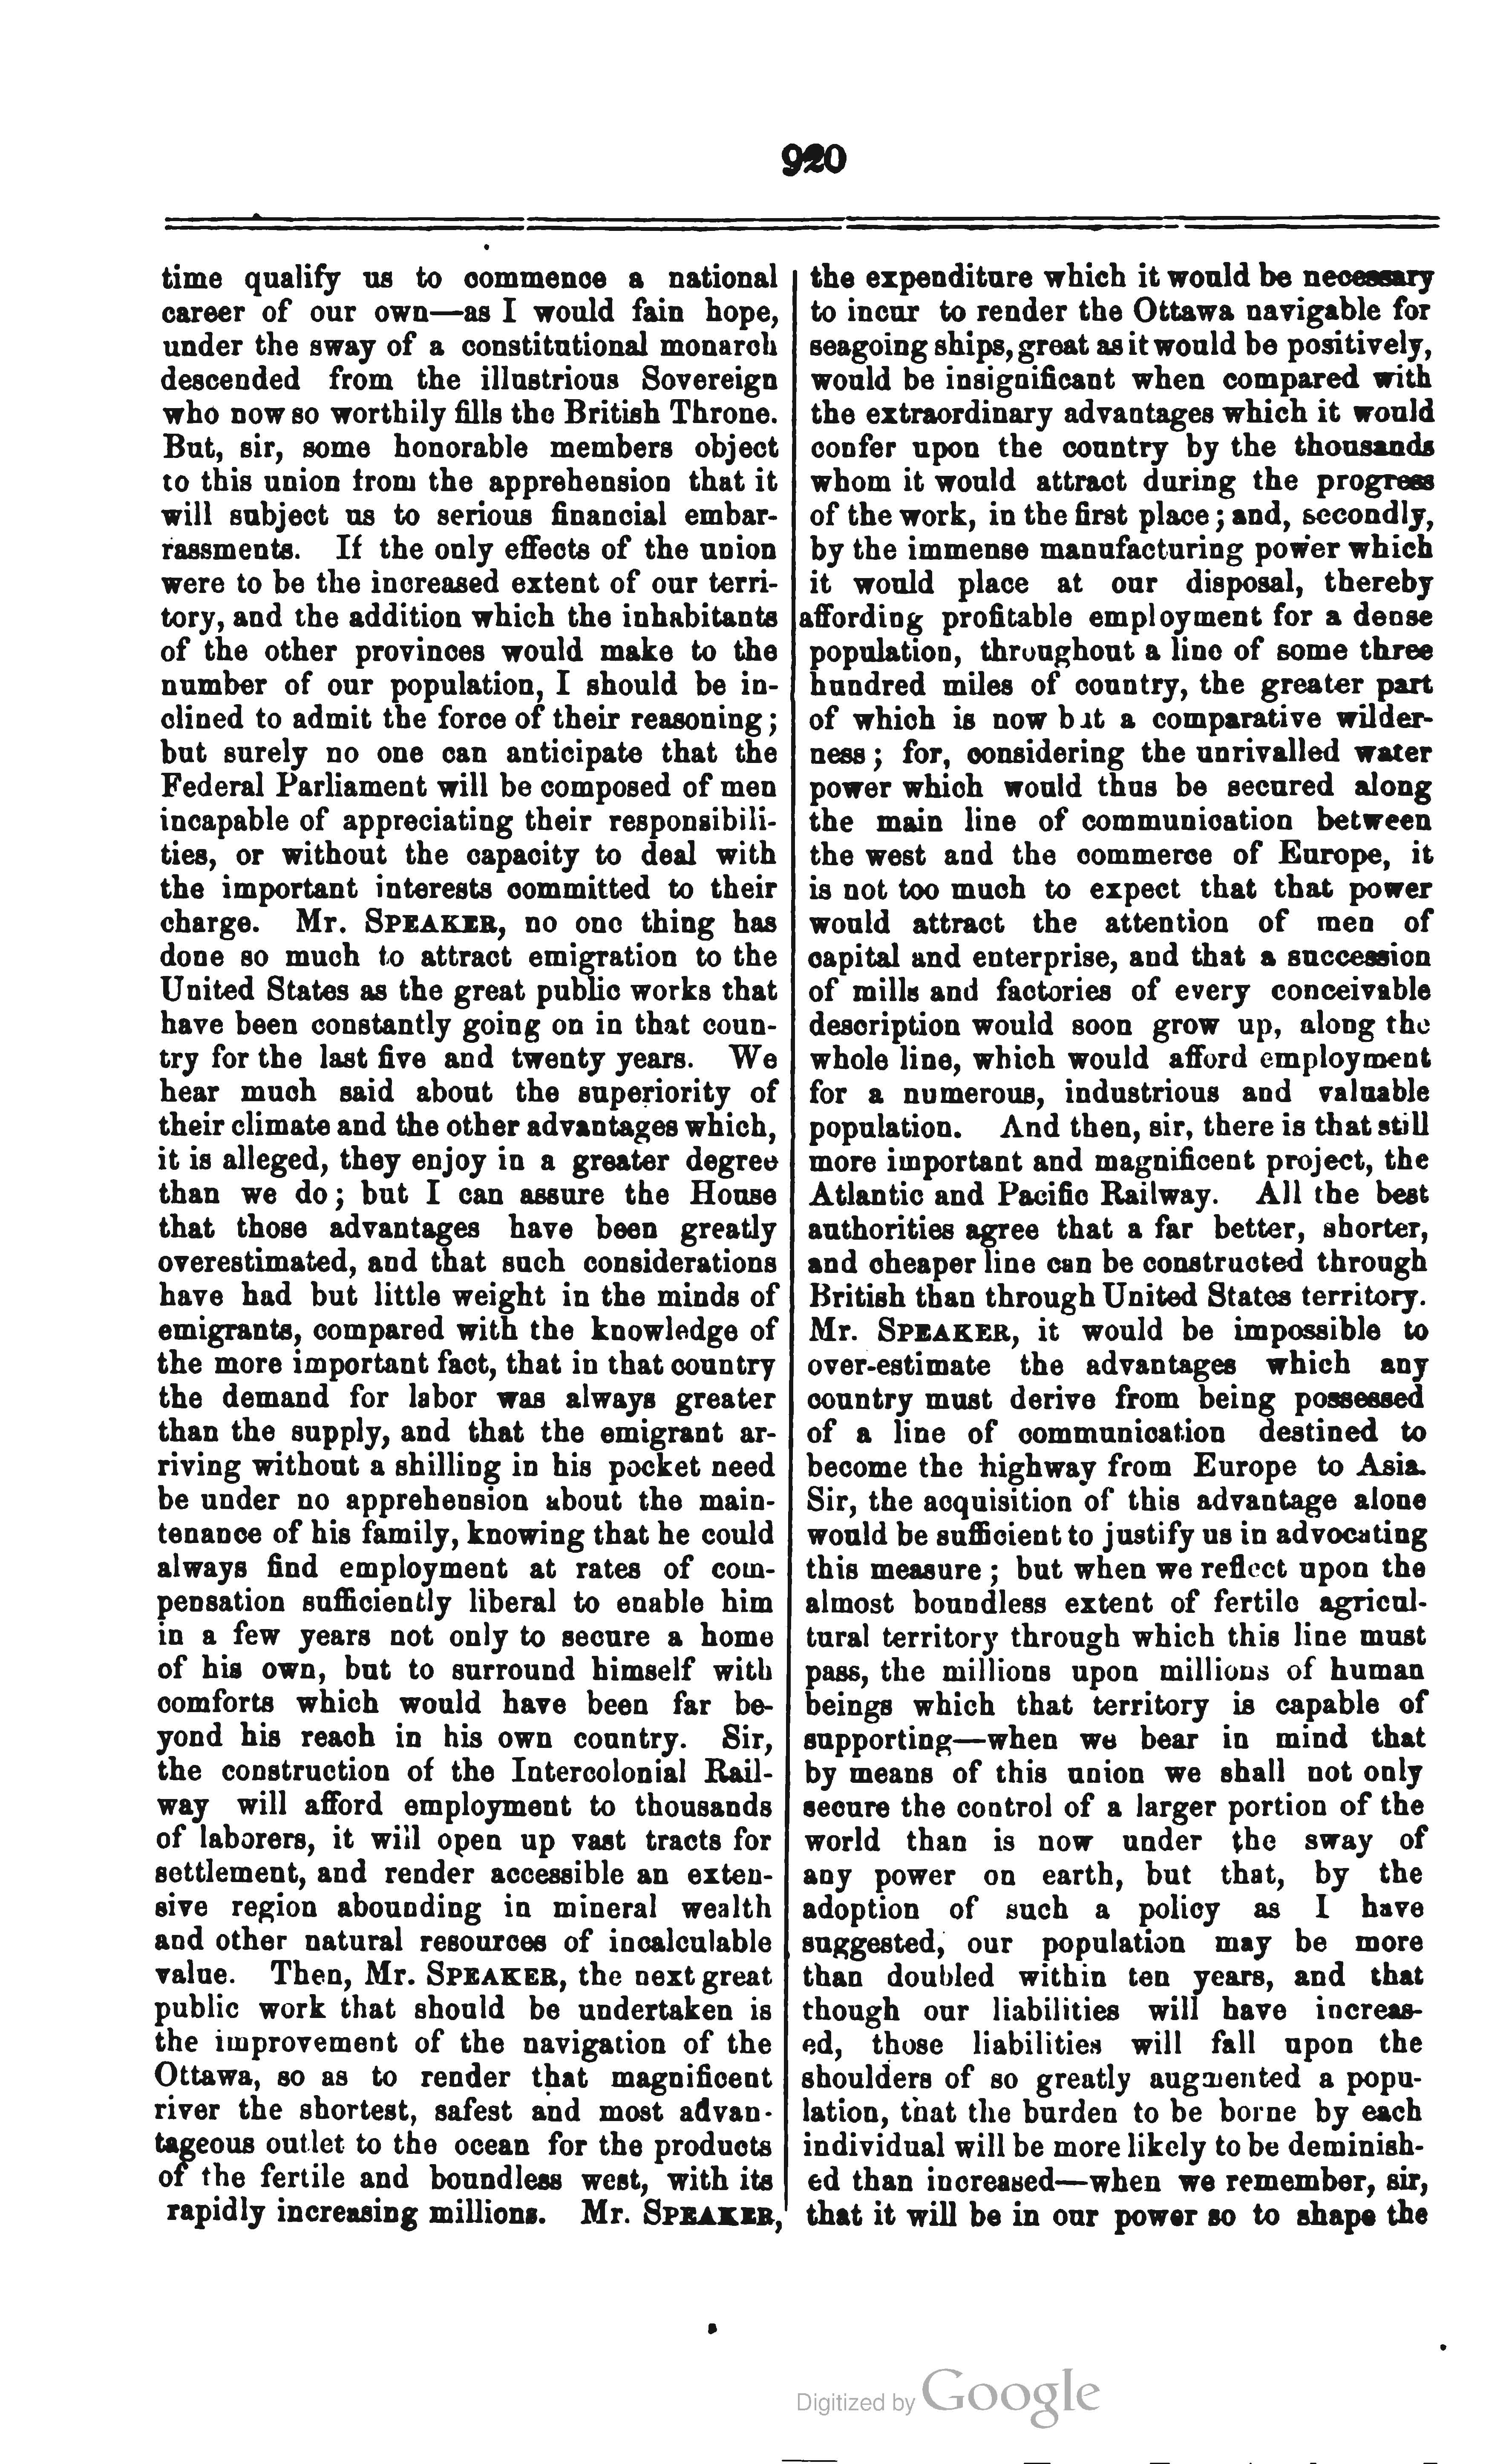 920
time qualify us to commence a national
career of our own—as I would fain hope,
under the sway of a constitutional monarch
descended from the illustrious Sovereign
who now so worthily fills the British Throne.
But, sir, some honorable members object
to this union from the apprehension that it
will subject us to serious financial embar-
rassments. If the only effects of the union
were to be the increased extent of our terri-
tory, and the addition which the inhabitants
of the other provinces would make to the
number of our population, I should be in-
clined to admit the force of their reasoning;
but surely no one can anticipate that the
Federal Parliament will be composed of men
incapable of appreciating their responsibili-
ties, or without the capacity to deal with
the important interests committed to their
charge. Mr. SPEAKER, no one thing has
done so much to attract emigration to the
United States as the great public works that
have been constantly going on in that coun-
try for the last five and twenty years. We
hear much said about the superiority of
their climate and the other advantages which,
it is alleged, they enjoy in a greater degree
than we do; but I can assure the House
that those advantages have been greatly
overestimated, and that such considerations
have had but little weight in the minds of
emigrants, compared with the knowledge of
the more important fact, that in that country
the demand for labor was always greater
than the supply, and that the emigrant ar-
riving without a shilling in his pocket need
be under no apprehension about the main-
tenance of his family, knowing that he could
always find employment at rates of com-
pensation sufficiently liberal to enable him
in a few years not only to secure a home
of his own, but to surround himself with
comforts which would have been far be-
yond his reach in his own country. Sir,
the construction of the Intercolonial Rail-
way will afford employment to thousands
of laborers, it will open up vast tracts for
settlement, and render accessible an exten-
sive region abounding in mineral wealth
and other natural resources of incalculable
value. Then, Mr. SPEAKER, the next great
public work that should be undertaken is
the improvement of the navigation of the
Ottawa, so as to render that magnificent
river the shortest, safest and most advan-
tageous outlet to the ocean for the products
of the fertile and boundless west, with its
rapidly increasing millions. Mr. SPEAKER,
the expenditure which it would be necessary
to incur to render the Ottawa navigable for
seagoing ships, great as it would be positively,
would be insignificant when compared with
the extraordinary advantages which it would
confer upon the country by the thousands
whom it would attract during the progress
of the work, in the first place; and, secondly,
by the immense manufacturing power which
it would place at our disposal, thereby
affording profitable employment for a dense
population, throughout a line of some three
hundred miles of country, the greater part
of which is now but a comparative wilder-
ness; for, considering the unrivalled water
power which would thus be secured along
the main line of communication between
the west and the commerce of Europe, it
is not too much to expect that that power
would attract the attention of men of
capital and enterprise, and that a succession
of mills and factories of every conceivable
description would soon grow up, along the
whole line, which would afford employment
for a numerous, industrious and valuable
population. And then, sir, there is that still
more important and magnificent project, the
Atlantic and Pacific Railway. All the best
authorities agree that a far better, shorter,
and cheaper line can be constructed through
British than through United States territory.
Mr. SPEAKER, it would be impossible to
over-estimate the advantages which any
country must derive from being possessed
of a line of communication destined to
become the highway from Europe to Asia.
Sir, the acquisition of this advantage alone
would be sufficient to justify us in advocating
this measure; but when we reflect upon the
almost boundless extent of fertile agricul-
tural territory through which this line must
pass, the millions upon millions of human
beings which that territory is capable of
supporting—when we bear in mind that
by means of this union we shall not only
secure the control of a larger portion of the
world than is now under the sway of
any power on earth, but that, by the
adoption of such a policy as I have
suggested, our population may be more
than doubled within ten years, and that
though our liabilities will have increas-
ed, those liabilities will fall upon the
shoulders of so greatly augmented a popu-
lation, that the burden to be borne by each
individual will be more likely to be deminish-
ed than increased—when we remember, sir,
that it will be in our power so to shape the
Digitized by Google